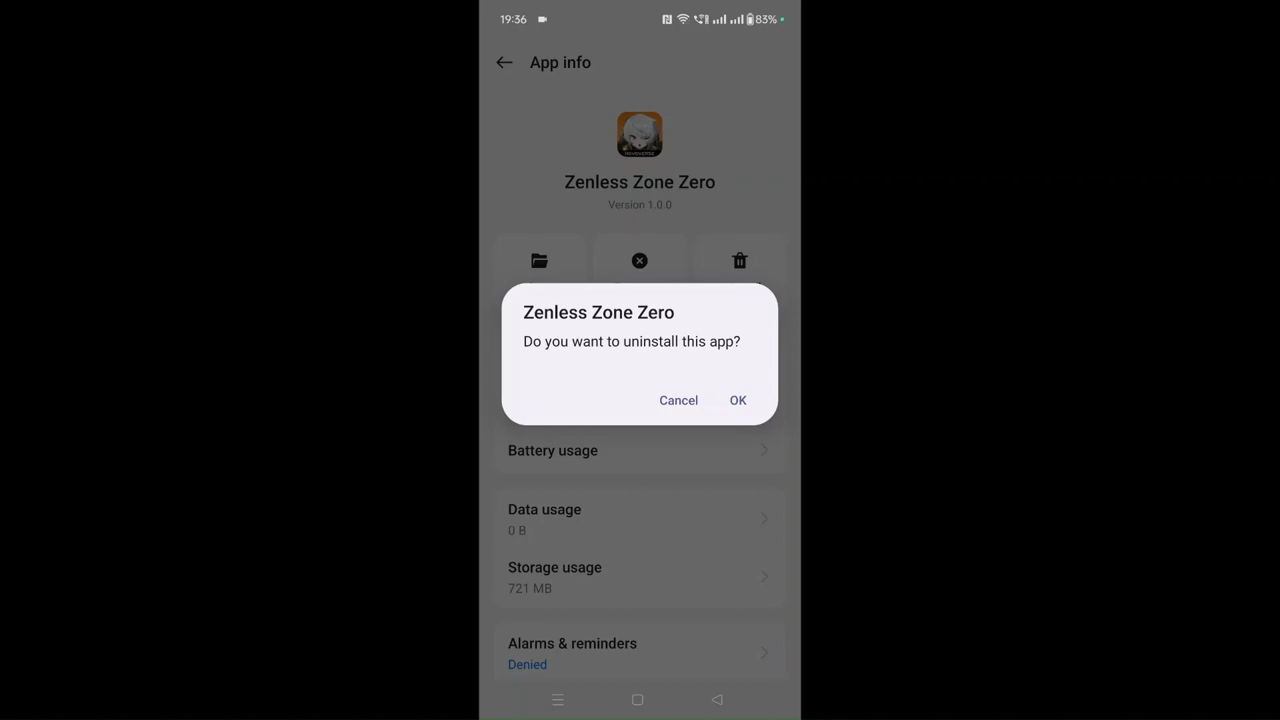 19:36
83%
App info
HOYOVERSE
Zenless Zone Zero
Version 1.0.0
Zenless Zone Zero
Do you want to uninstall this app?
Cancel
OK
Battery usage
Data usage
0 B
Storage usage
721 MB
Alarms & reminders
Denied